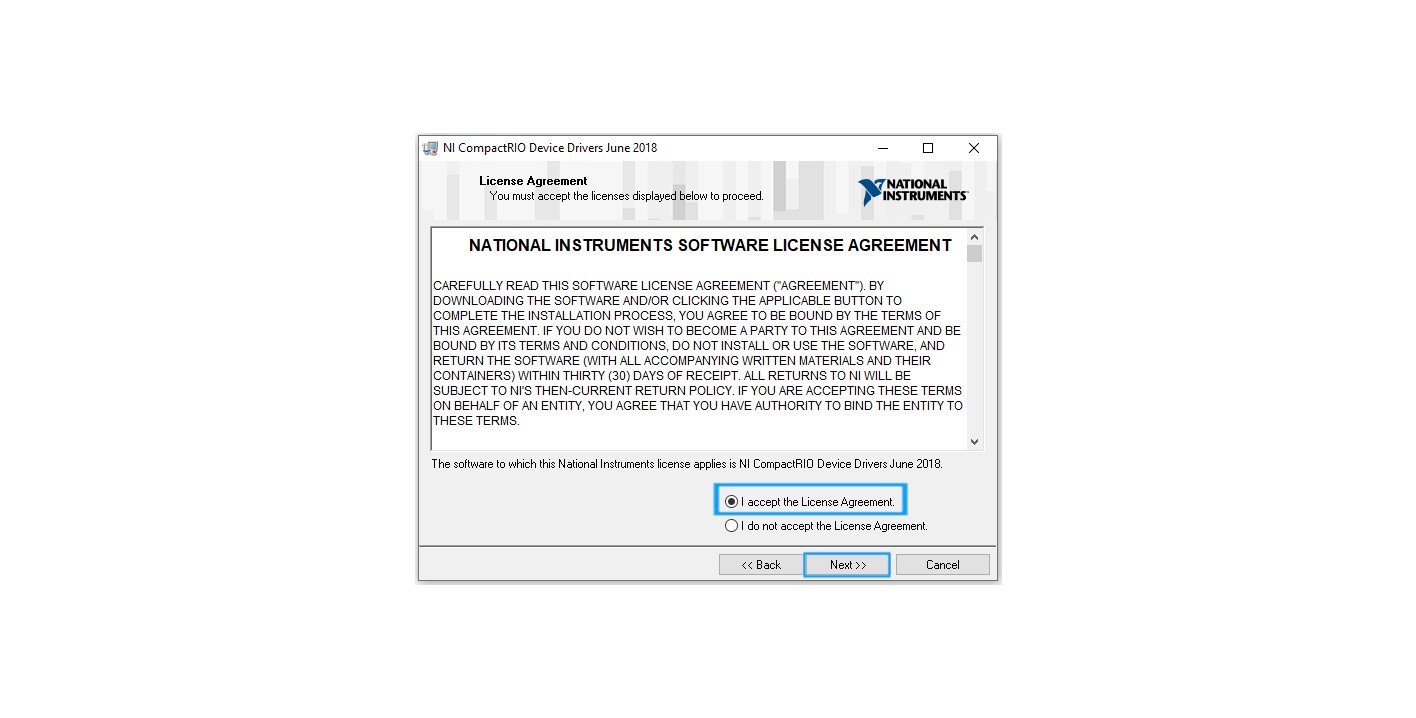 NI CompactRIO Device Drivers June 2018
License Agreement
You must accept the licenses displayed below to proceed.
NATIONAL
INSTRUMENTS™
NATIONAL INSTRUMENTS SOFTWARE LICENSE AGREEMENT
CAREFULLY READ THIS SOFTWARE LICENSE AGREEMENT ("AGREEMENT"). BY
DOWNLOADING THE SOFTWARE AND/OR CLICKING THE APPLICABLE BUTTON TO
COMPLETE THE INSTALLATION PROCESS, YOU AGREE TO BE BOUND BY THE TERMS OF
THIS AGREEMENT. IF YOU DO NOT WISH TO BECOME A PARTY TO THIS AGREEMENT AND BE
BOUND BY ITS TERMS AND CONDITIONS, DO NOT INSTALL OR USE THE SOFTWARE, AND
RETURN THE SOFTWARE (WITH ALL ACCOMPANYING WRITTEN MATERIALS AND THEIR
CONTAINERS) WITHIN THIRTY (30) DAYS OF RECEIPT. ALL RETURNS TO NI WILL BE
SUBJECT TO NI'S THEN-CURRENT RETURN POLICY. IF YOU ARE ACCEPTING THESE TERMS
ON BEHALF OF AN ENTITY, YOU AGREE THAT YOU HAVE AUTHORITY TO BIND THE ENTITY TO
THESE TERMS.
The software to which this National Instruments license applies is NI CompactRIO Device Drivers June 2018.
I accept the License Agreement.
I do not accept the License Agreement.
<< Back
Next >>
Cancel